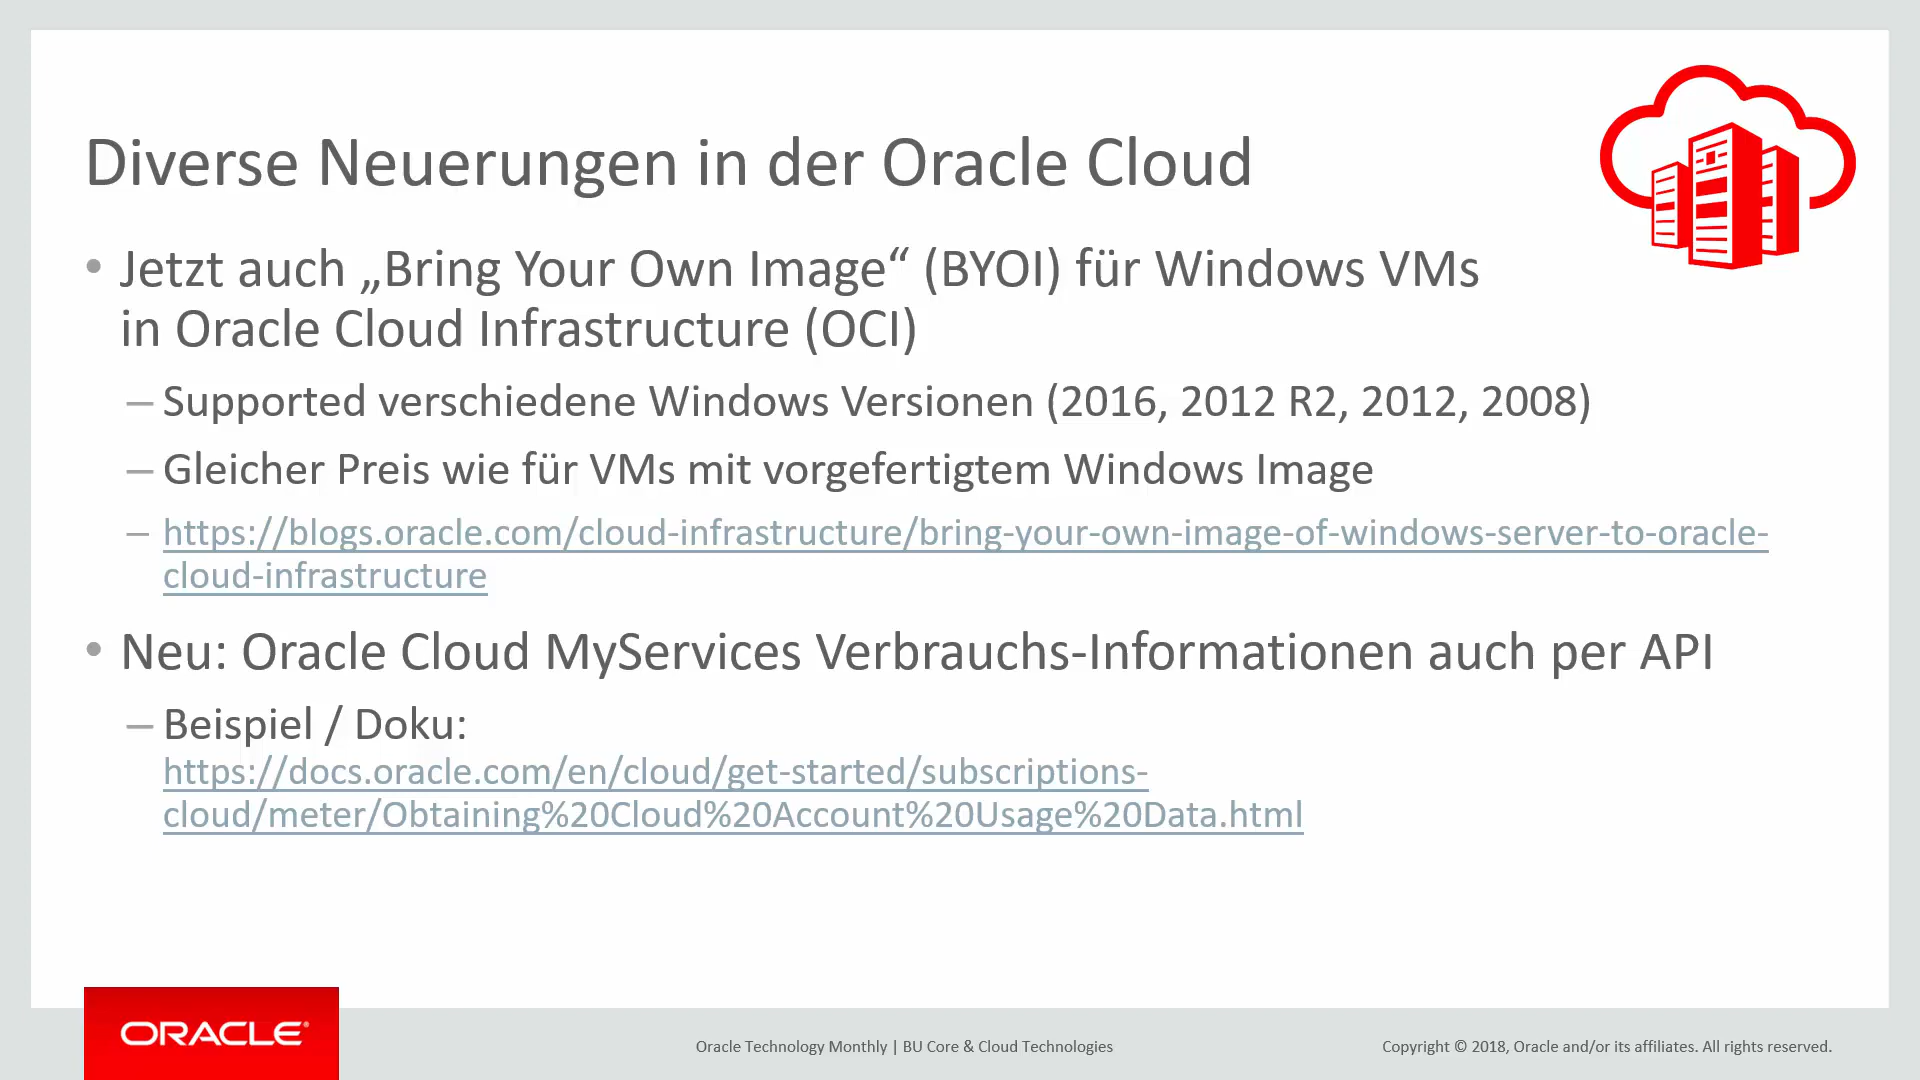 Diverse Neuerungen in der Oracle Cloud
• Jetzt auch „Bring Your Own Image“ (BYOI) für Windows VMs
in Oracle Cloud Infrastructure (OCI)
– Supported verschiedene Windows Versionen (2016, 2012 R2, 2012, 2008)
– Gleicher Preis wie für VMs mit vorgefertigtem Windows Image
– https://blogs.oracle.com/cloud-infrastructure/bring-your-own-image-of-windows-server-to-oracle-
cloud-infrastructure
• Neu: Oracle Cloud MyServices Verbrauchs-Informationen auch per API
– Beispiel / Doku:
https://docs.oracle.com/en/cloud/get-started/subscriptions-
cloud/meter/Obtaining%20Cloud%20Account%20Usage%20Data.html
ORACLE®
Oracle Technology Monthly | BU Core & Cloud Technologies
Copyright © 2018, Oracle and/or its affiliates. All rights reserved.